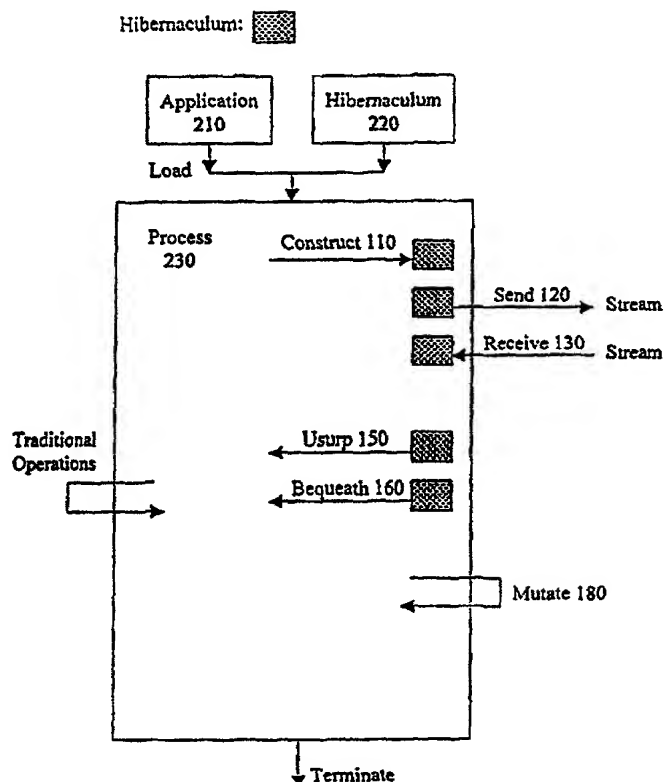 Hibernaculum:
Application
210
Hibernaculum
220
Load
Process
230
Construct 110
Send 120
Stream
Receive 130
Stream
Traditional
Operations
Usurp 150
Bequeath 160
Mutate 180
Terminate